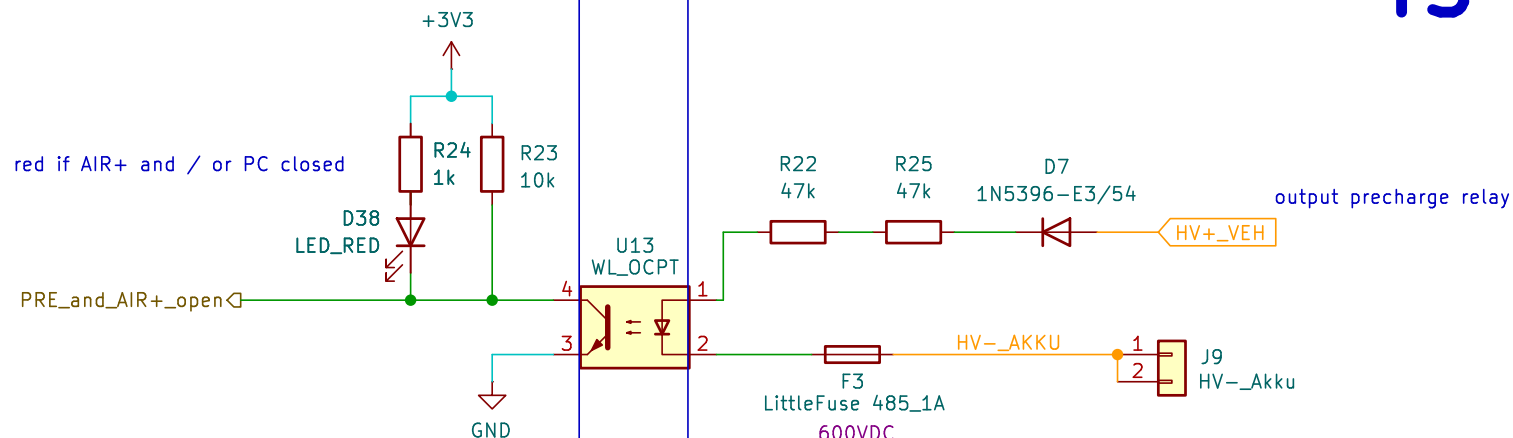 +3V3
red if AIR+ and / or PC closed
R24
1k
R23
10k
R22
47k
R25
47k
D7
1N5396-E3/54
output precharge relay
HV+_VEH
D38
LED_RED
U13
WL_OCPT
PRE_and_AIR+_open
4
1
3
2
HV-_AKKU
1
2
J9
HV-_Akku
F3
LittleFuse 485_1A
600VDC
GND